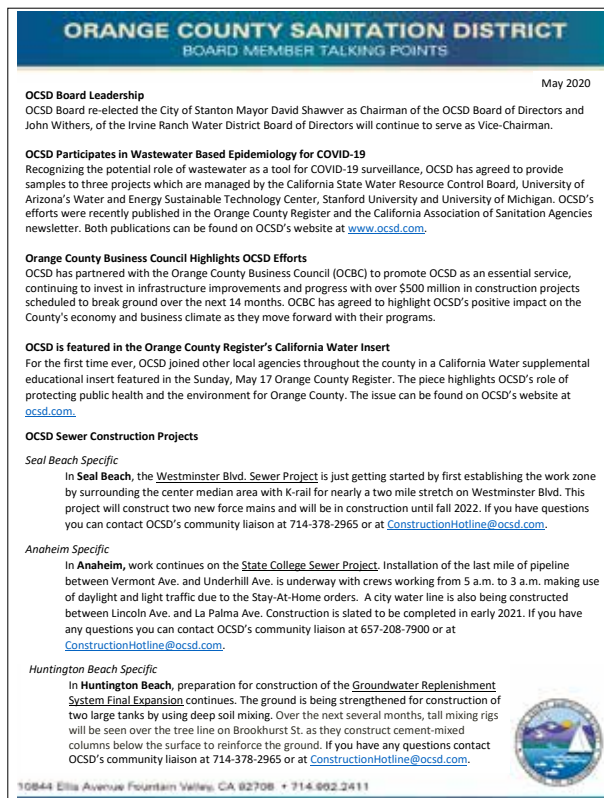 ORANGE COUNTY SANITATION DISTRICT
BOARD MEMBER TALKING POINTS
May 2020
OCSD Board Leadership
OCSD Board re-elected the City of Stanton Mayor David Shawver as Chairman of the OCSD Board of Directors and
John Withers, of the Irvine Ranch Water District Board of Directors will continue to serve as Vice-Chairman.
OCSD Participates in Wastewater Based Epidemiology for COVID-19
Recognizing the potential role of wastewater as a tool for COVID-19 surveillance, OCSD has agreed to provide
samples to three projects which are managed by the California State Water Resource Control Board, University of
Arizona's Water and Energy Sustainable Technology Center, Stanford University and University of Michigan. OCSD's
efforts were recently published in the Orange County Register and the California Association of Sanitation Agencies
newsletter. Both publications can be found on OCSD's website at www.ocsd.com.
Orange County Business Council Highlights OCSD Efforts
OCSD has partnered with the Orange County Business Council (OCBC) to promote OCSD as an essential service,
continuing to invest in infrastructure improvements and progress with over $500 million in construction projects
scheduled to break ground over the next 14 months. OCBC has agreed to highlight OCSD's positive impact on the
County's economy and business climate as they move forward with their programs.
OCSD is featured in the Orange County Register's California Water Insert
For the first time ever, OCSD joined other local agencies throughout the county in a California Water supplemental
educational insert featured in the Sunday, May 17 Orange County Register. The piece highlights OCSD's role of
protecting public health and the environment for Orange County. The issue can be found on OCSD's website at
ocsd.com.
OCSD Sewer Construction Projects
Seal Beach Specific
In Seal Beach, the Westminster Blvd. Sewer Project is just getting started by first establishing the work zone
by surrounding the center median area with K-rail for nearly a two mile stretch on Westminster Blvd. This
project will construct two new force mains and will be in construction until fall 2022. If you have questions
you can contact OCSD's community liaison at 714-378-2965 or at ConstructionHotline@ocsd.com.
Anaheim Specific
In Anaheim, work continues on the State College Sewer Project. Installation of the last mile of pipeline
between Vermont Ave. and Underhill Ave. is underway with crews working from 5 a.m. to 3 a.m. making use
of daylight and light traffic due to the Stay-At-Home orders. A city water line is also being constructed
between Lincoln Ave. and La Palma Ave. Construction is slated to be completed in early 2021. If you have
any questions you can contact OCSD's community liaison at 657-208-7900 or at
ConstructionHotline@ocsd.com.
Huntington Beach Specific
In Huntington Beach, preparation for construction of the Groundwater Replenishment
System Final Expansion continues. The ground is being strengthened for construction of
two large tanks by using deep soil mixing. Over the next several months, tall mixing rigs
will be seen over the tree line on Brookhurst St. as they construct cement-mixed
columns below the surface to reinforce the ground. If you have any questions contact
OCSD's community liaison at 714-378-2965 or at ConstructionHotline@ocsd.com.
10844 Ellis Avenue Fountain Valley, CA 92708 • 714.962.2411